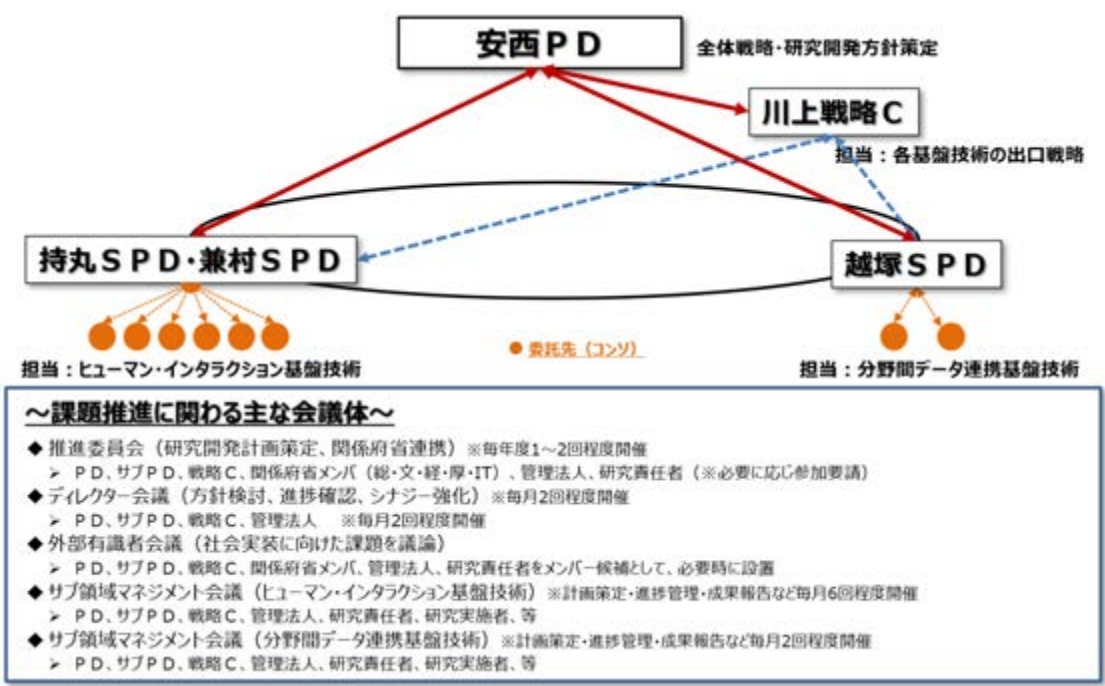 安西ＰＤ
全体戦略・研究開発方針策定
川上戦略Ｃ
担当：各基盤技術の出口戦略
持丸ＳＰＤ・兼村ＳＰＤ
越塚ＳＰＤ
● 委託先（コンソ）
担当：ヒューマン・インタラクション基盤技術
担当：分野間データ連携基盤技術
～課題推進に関わる主な会議体～
◆ 推進委員会（研究開発計画策定、関係府省連携）※毎年度1～2回程度開催
➢ ＰＤ、サブＰＤ、戦略Ｃ、関係府省メンバ（総・文・経・厚・IT）、管理法人、研究責任者（※必要に応じ参加要請）
◆ ディレクター会議（方針検討、進捗確認、シナジー強化）※毎月2回程度開催
➢ ＰＤ、サブＰＤ、戦略Ｃ、管理法人　※毎月2回程度開催
◆ 外部有識者会議（社会実装に向けた課題を議論）
➢ ＰＤ、サブＰＤ、戦略Ｃ、関係府省メンバ、管理法人、研究責任者をメンバー候補として、必要時に設置
◆ サブ領域マネジメント会議（ヒューマン・インタラクション基盤技術）※計画策定・進捗管理・成果報告など毎月6回程度開催
➢ ＰＤ、サブＰＤ、戦略Ｃ、管理法人、研究責任者、研究実施者、等
◆ サブ領域マネジメント会議（分野間データ連携基盤技術）※計画策定・進捗管理・成果報告など毎月2回程度開催
➢ ＰＤ、サブＰＤ、戦略Ｃ、管理法人、研究責任者、研究実施者、等